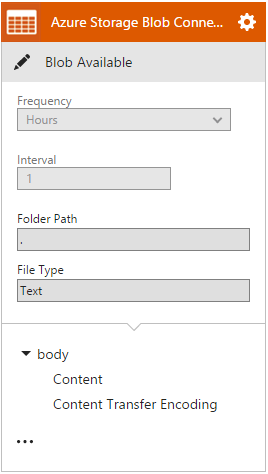 Azure Storage Blob Conne...
Blob Available
Frequency
Hours
Interval
1
Folder Path
.
File Type
Text
body
Content
Content Transfer Encoding
...